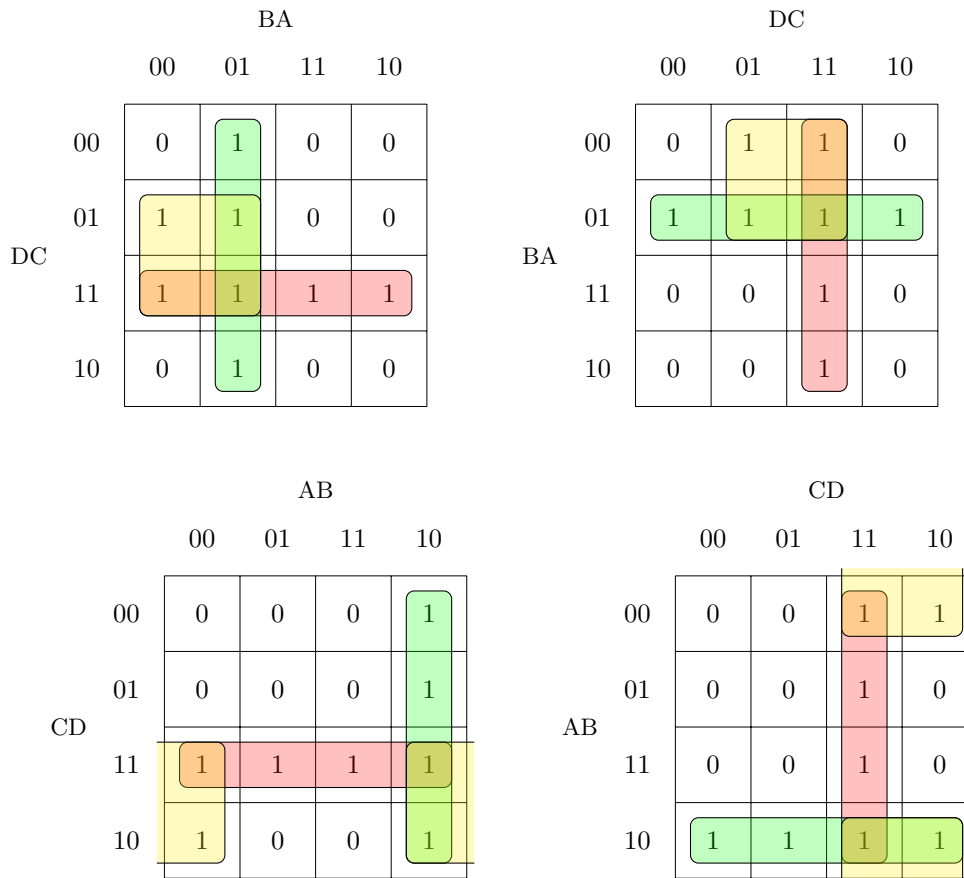 BA
00 01 11 10
00 0 1 0 0
01 1 1 0 0
DC
11 1 1 1 1
10 0 1 0 0
DC
00 01 11 10
00 0 1 1 0
01 1 1 1 1
BA
11 0 0 1 0
10 0 0 1 0
AB
00 01 11 10
00 0 0 0 1
01 0 0 0 1
CD
11 1 1 1 1
10 1 0 0 1
CD
00 01 11 10
00 0 0 1 1
01 0 0 1 0
AB
11 0 0 1 0
10 1 1 1 1